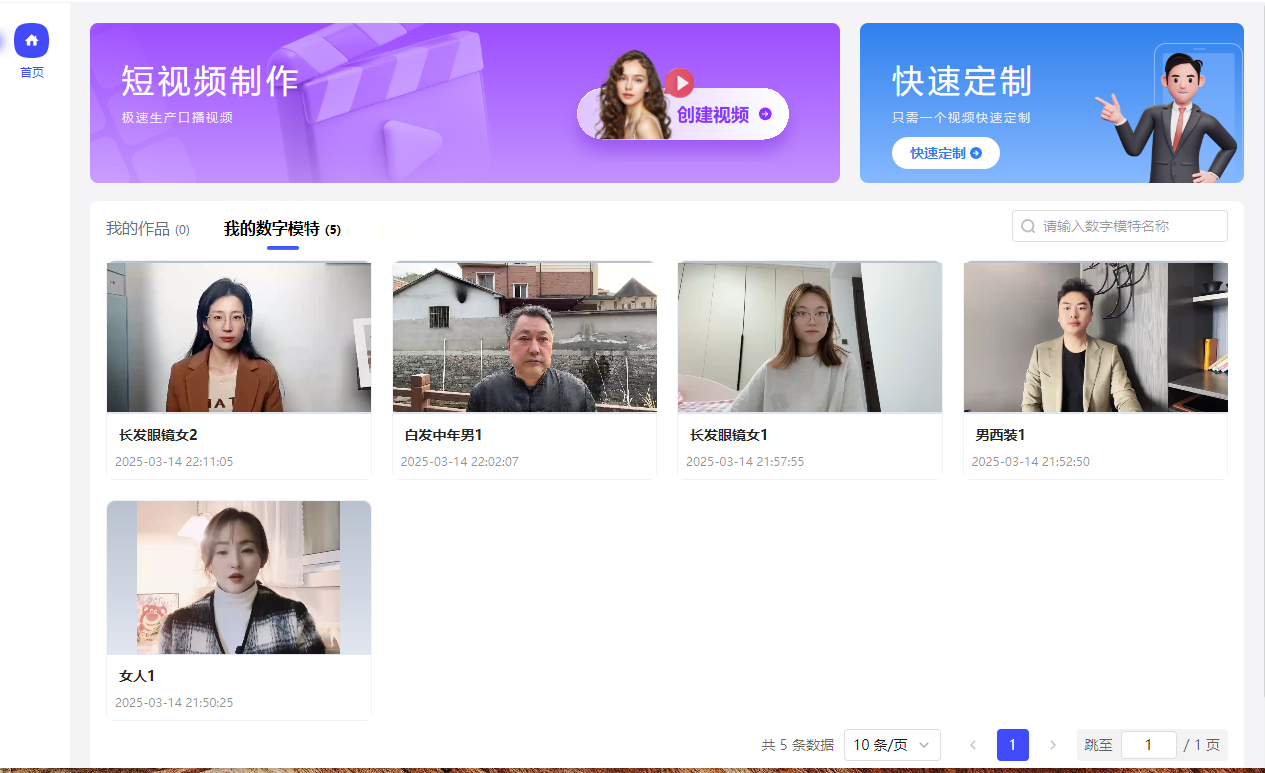 首页
短视频制作
极速生产口播视频
创建视频
快速定制
只需一个视频快速定制
快速定制
我的作品 (0)
我的数字模特 (5)
请输入数字模特名称
长发眼镜女2
2025-03-14 22:11:05
白发中年男1
2025-03-14 22:02:07
长发眼镜女1
2025-03-14 21:57:55
男西装1
2025-03-14 21:52:50
女人1
2025-03-14 21:50:25
共 5 条数据
10 条/页
1
跳至
1
/ 1 页